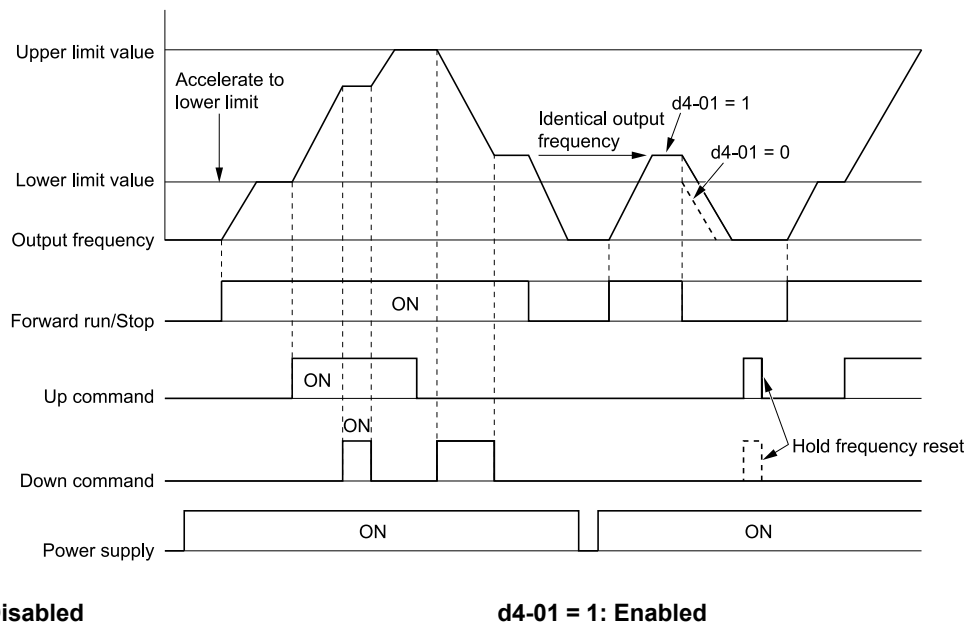 Upper limit value
Accelerate to
lower limit
Identical output
frequency
d4-01 = 1
d4-01 = 0
Lower limit value
Output frequency
ON
Forward run/Stop
ON
Up command
ON
Hold frequency reset
Down command
ON
ON
Power supply
isabled
d4-01 = 1: Enabled